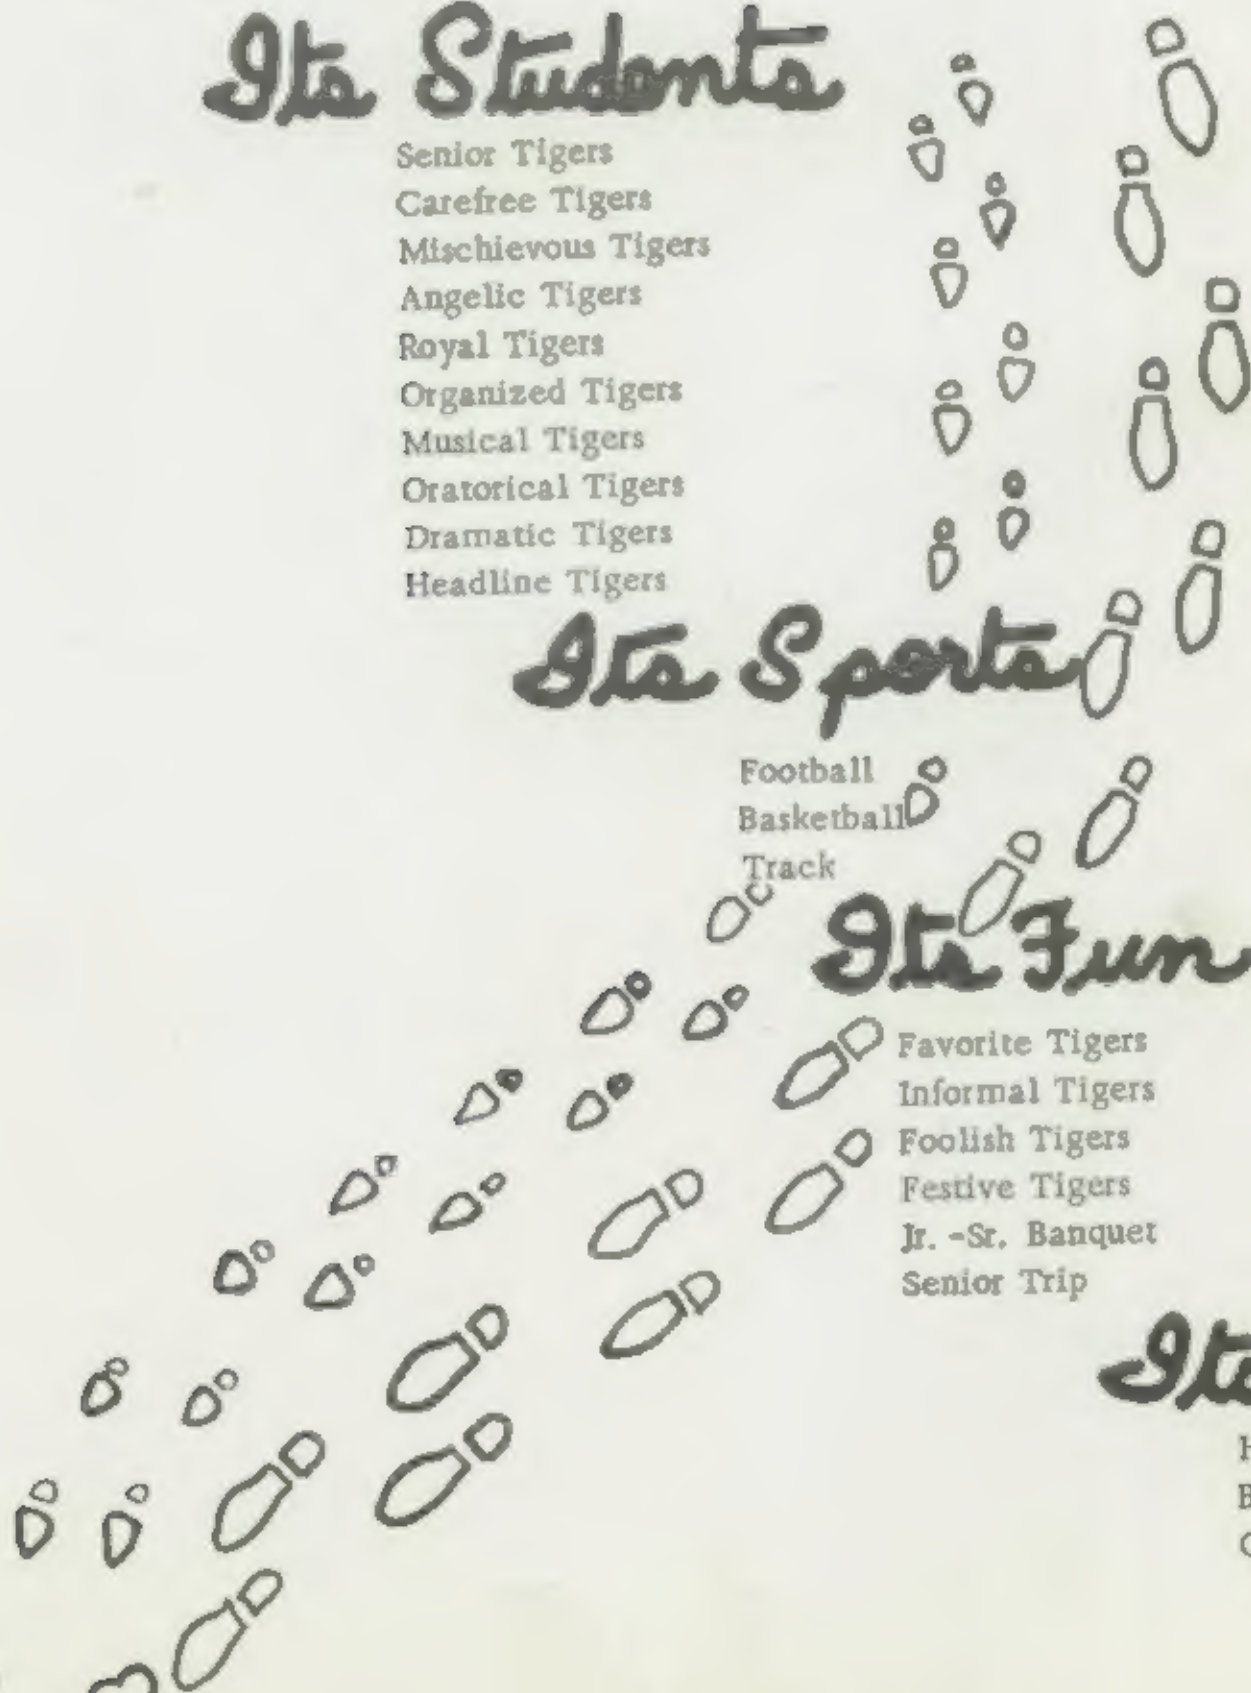 Its Students
Senior Tigers
Carefree Tigers
Mischievous Tigers
Angelic Tigers
Royal Tigers
Organized Tigers
Musical Tigers
Oratorical Tigers
Dramatic Tigers
Headline Tigers
Its Sports
Football
Basketball
Track
Its Fun
Favorite Tigers
Informal Tigers
Foolish Tigers
Festive Tigers
Jr. -Sr. Banquet
Senior Trip
Its